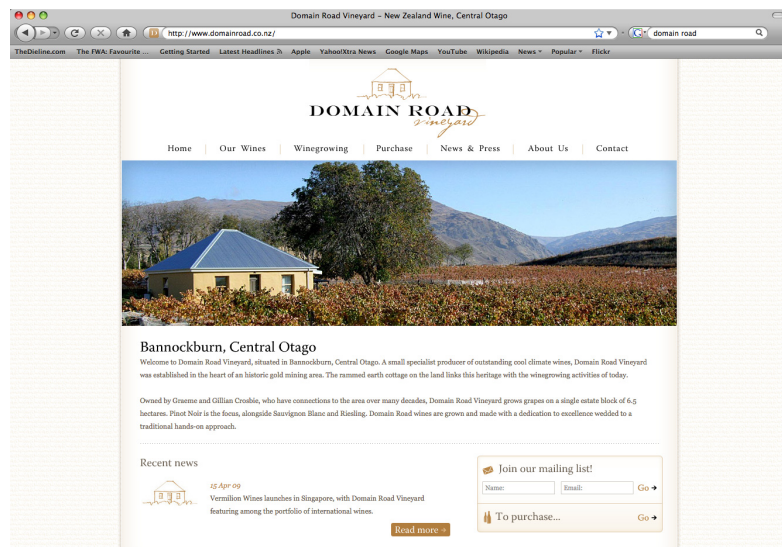 Domain Road Vineyard – New Zealand Wine, Central Otago
http://www.domainroad.co.nz/
domain road
TheDieline.com The FWA: Favourite ... Getting Started Latest Headlines Apple Yahoo!Xtra News Google Maps YouTube Wikipedia News Popular Flickr
DOMAIN ROAD
vineyard
Home Our Wines Winegrowing Purchase News & Press About Us Contact
Bannockburn, Central Otago
Welcome to Domain Road Vineyard, situated in Bannockburn, Central Otago. A small specialist producer of outstanding cool climate wines, Domain Road Vineyard
was established in the heart of an historic gold mining area. The rammed earth cottage on the land links this heritage with the winegrowing activities of today.
Owned by Graeme and Gillian Crosbie, who have connections to the area over many decades, Domain Road Vineyard grows grapes on a single estate block of 6.5
hectares. Pinot Noir is the focus, alongside Sauvignon Blanc and Riesling. Domain Road wines are grown and made with a dedication to excellence wedded to a
traditional hands-on approach.
Recent news
15 Apr 09
Vermilion Wines launches in Singapore, with Domain Road Vineyard
featuring among the portfolio of international wines.
Read more
Join our mailing list!
Name: Email: Go
To purchase... Go